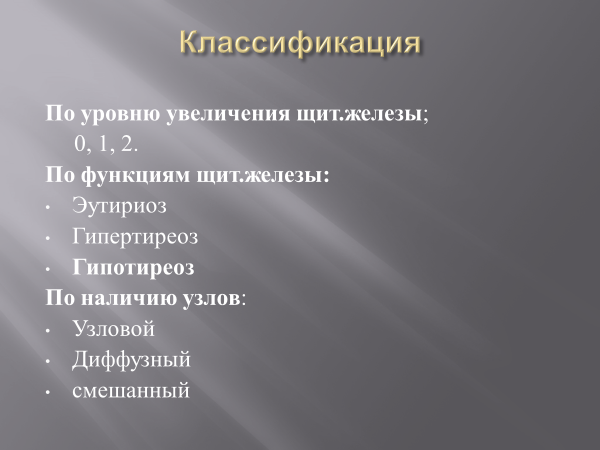 Классификация
По уровню увеличения щит.железы;
0, 1, 2.
По функциям щит.железы:
• Эутириоз
• Гипертиреоз
• Гипотиреоз
По наличию узлов:
• Узловой
• Диффузный
• смешанный